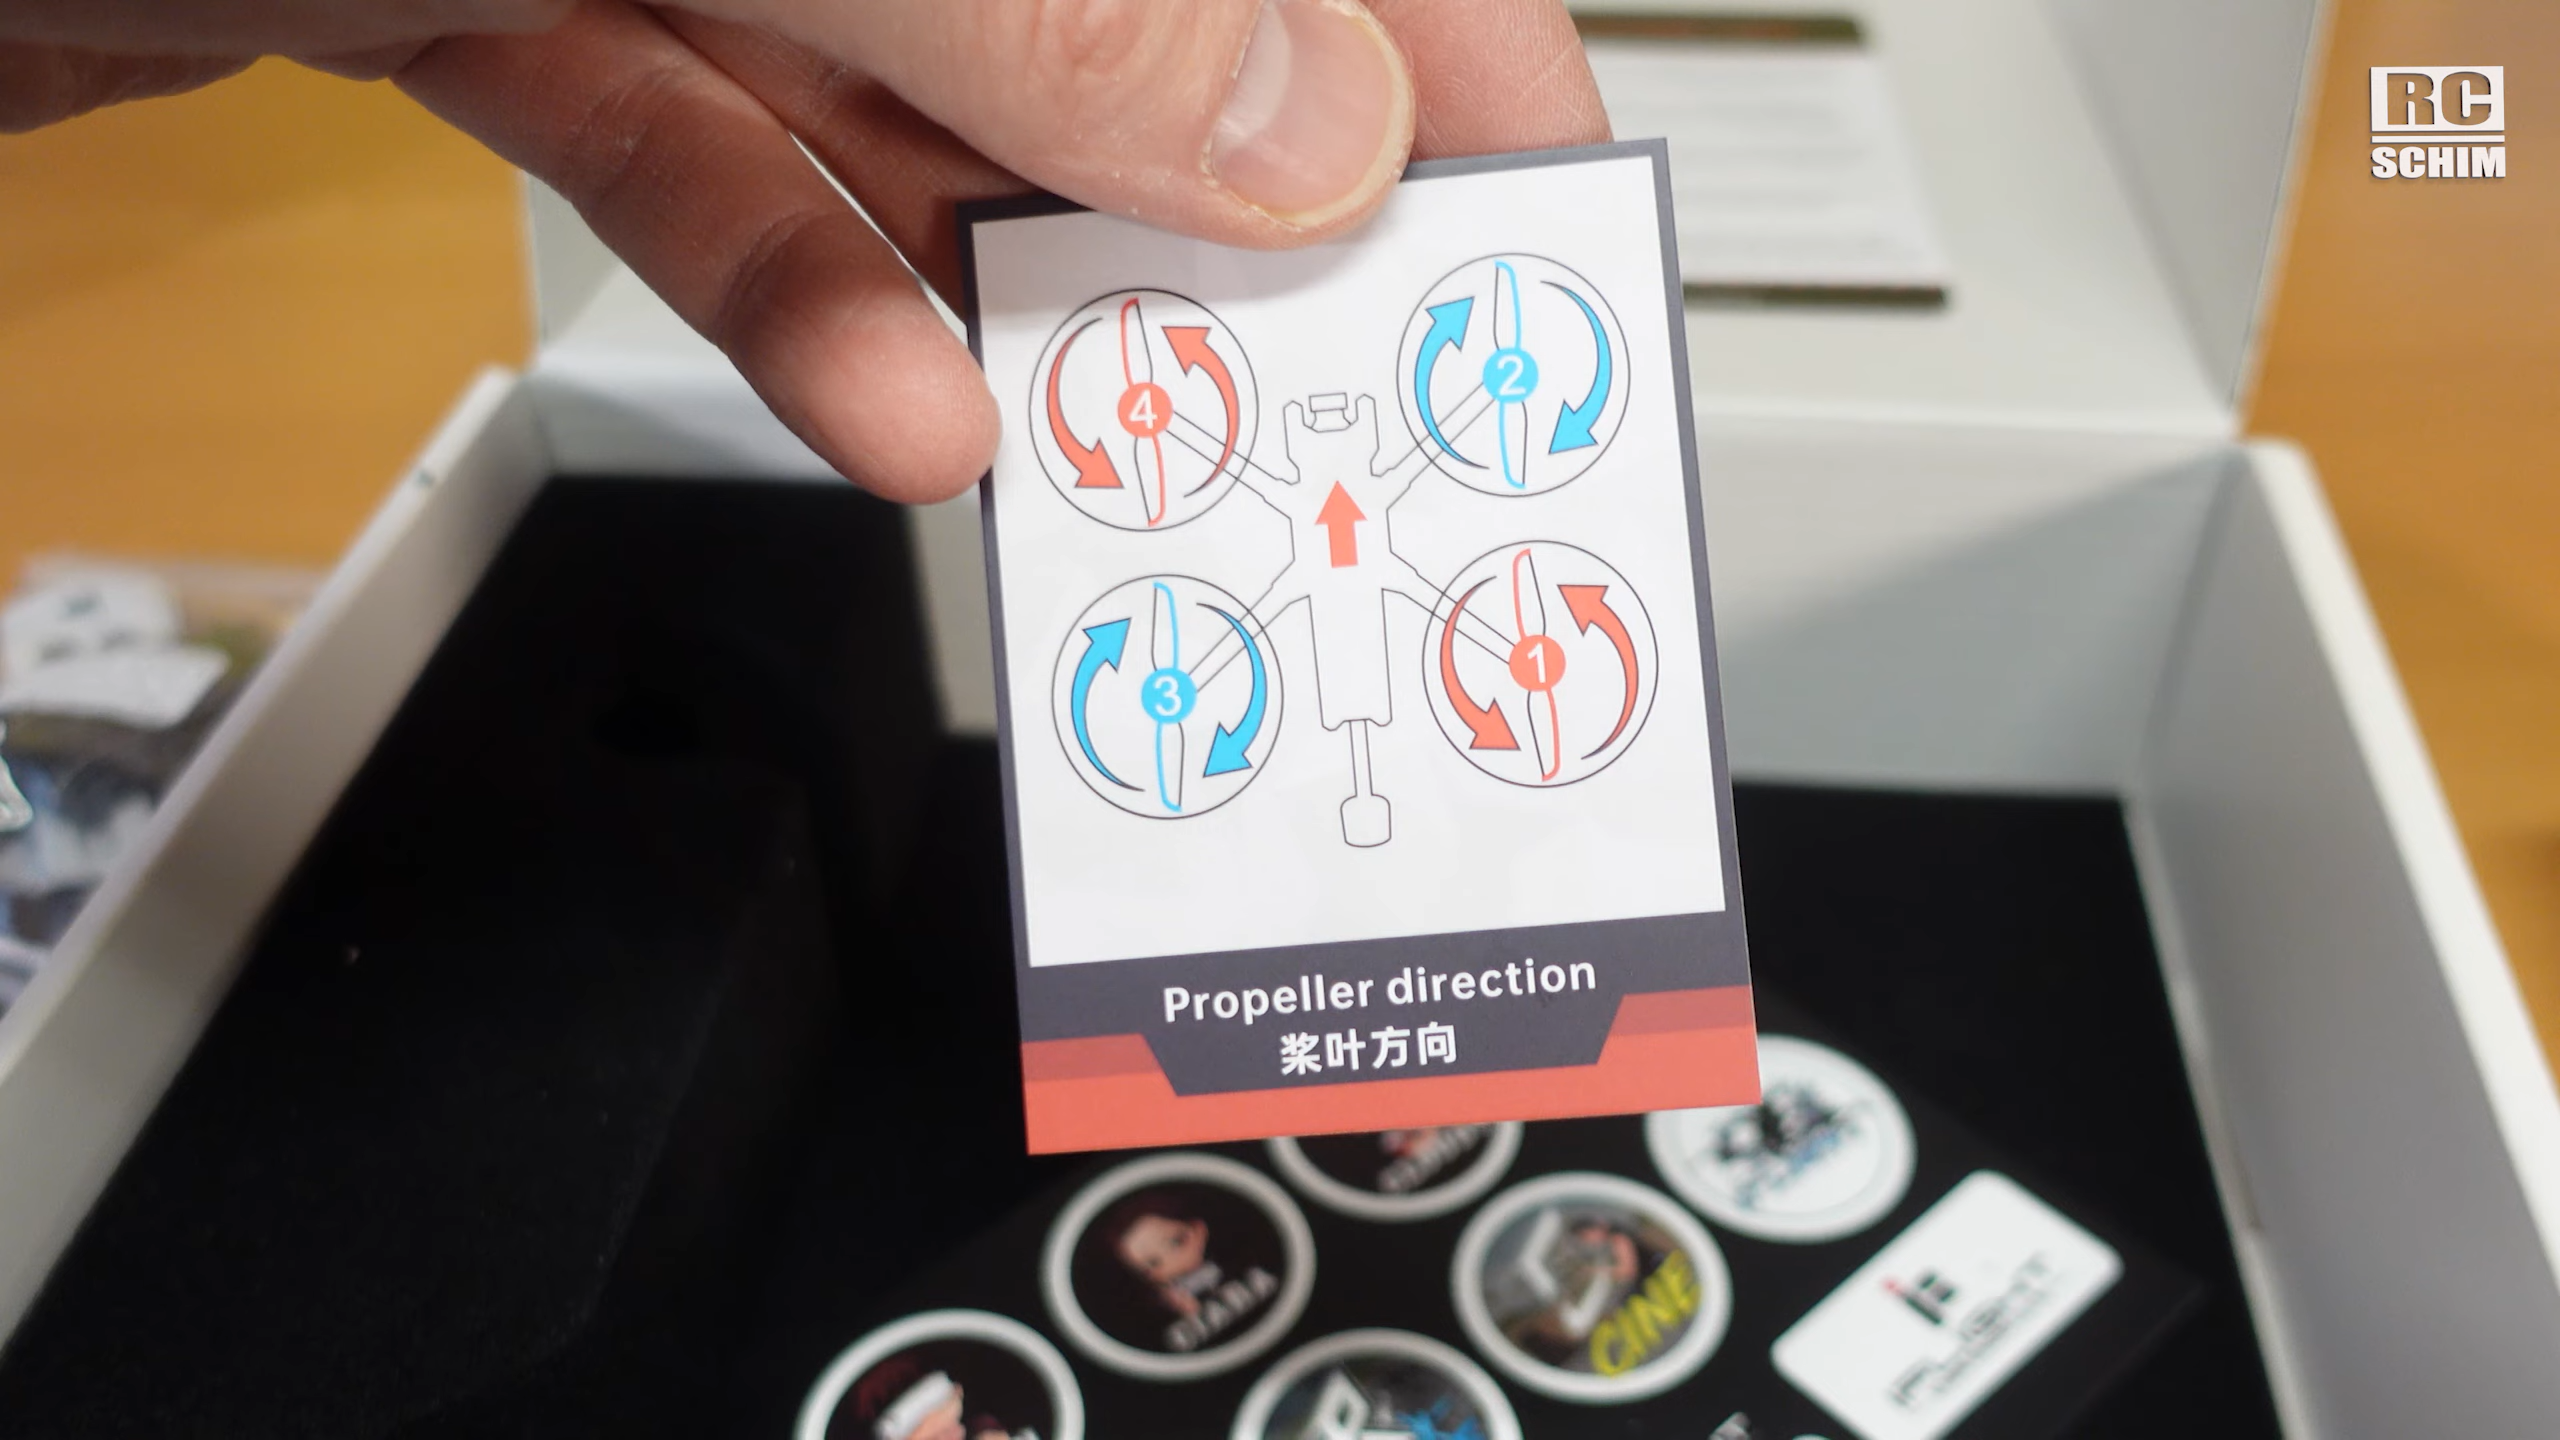 RC
SCHIM
4
2
3
1
Propeller direction
桨叶方向
CINE